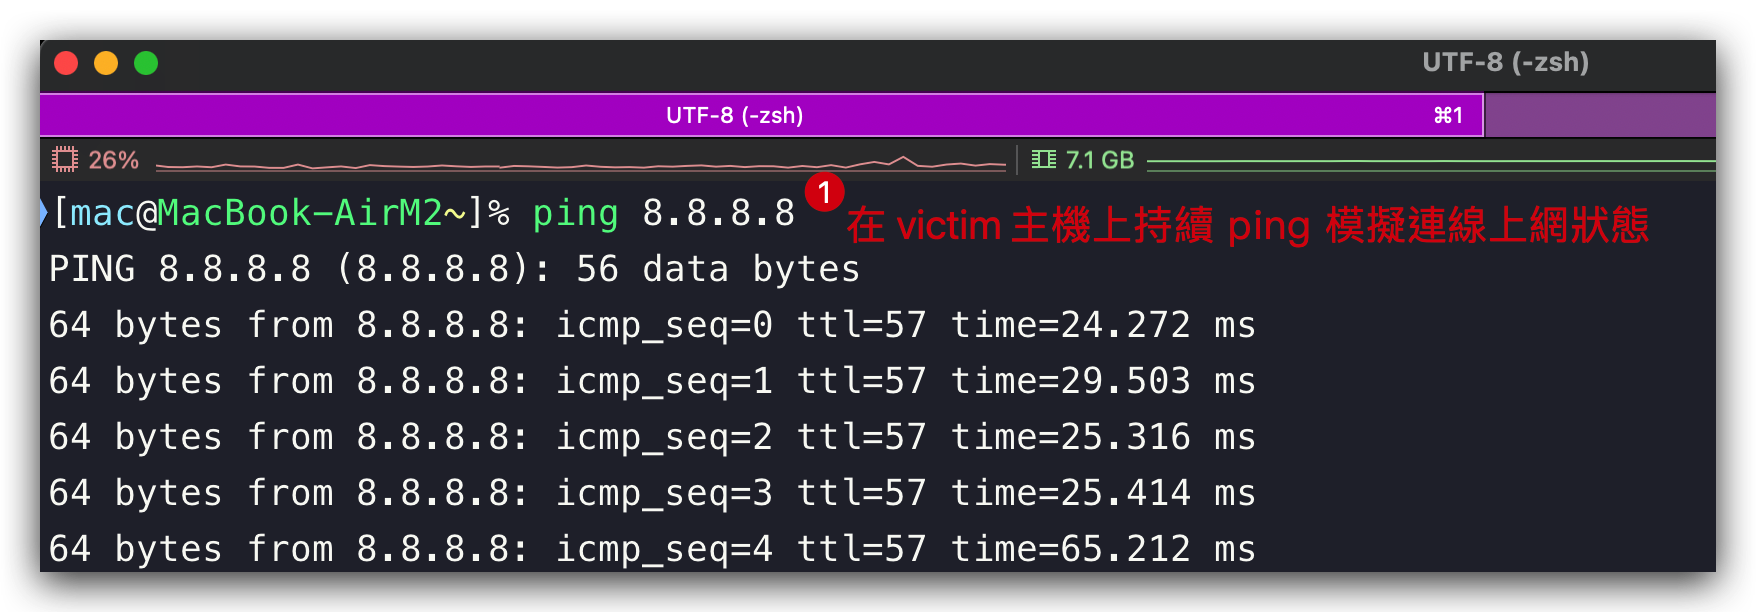 UTF-8 (-zsh)
UTF-8 (-zsh) ⌘1
26% 7.1 GB
[mac@MacBook-AirM2~]% ping 8.8.8.8 1 在 victim 主機上持續 ping 模擬連線上網狀態
PING 8.8.8.8 (8.8.8.8): 56 data bytes
64 bytes from 8.8.8.8: icmp_seq=0 ttl=57 time=24.272 ms
64 bytes from 8.8.8.8: icmp_seq=1 ttl=57 time=29.503 ms
64 bytes from 8.8.8.8: icmp_seq=2 ttl=57 time=25.316 ms
64 bytes from 8.8.8.8: icmp_seq=3 ttl=57 time=25.414 ms
64 bytes from 8.8.8.8: icmp_seq=4 ttl=57 time=65.212 ms